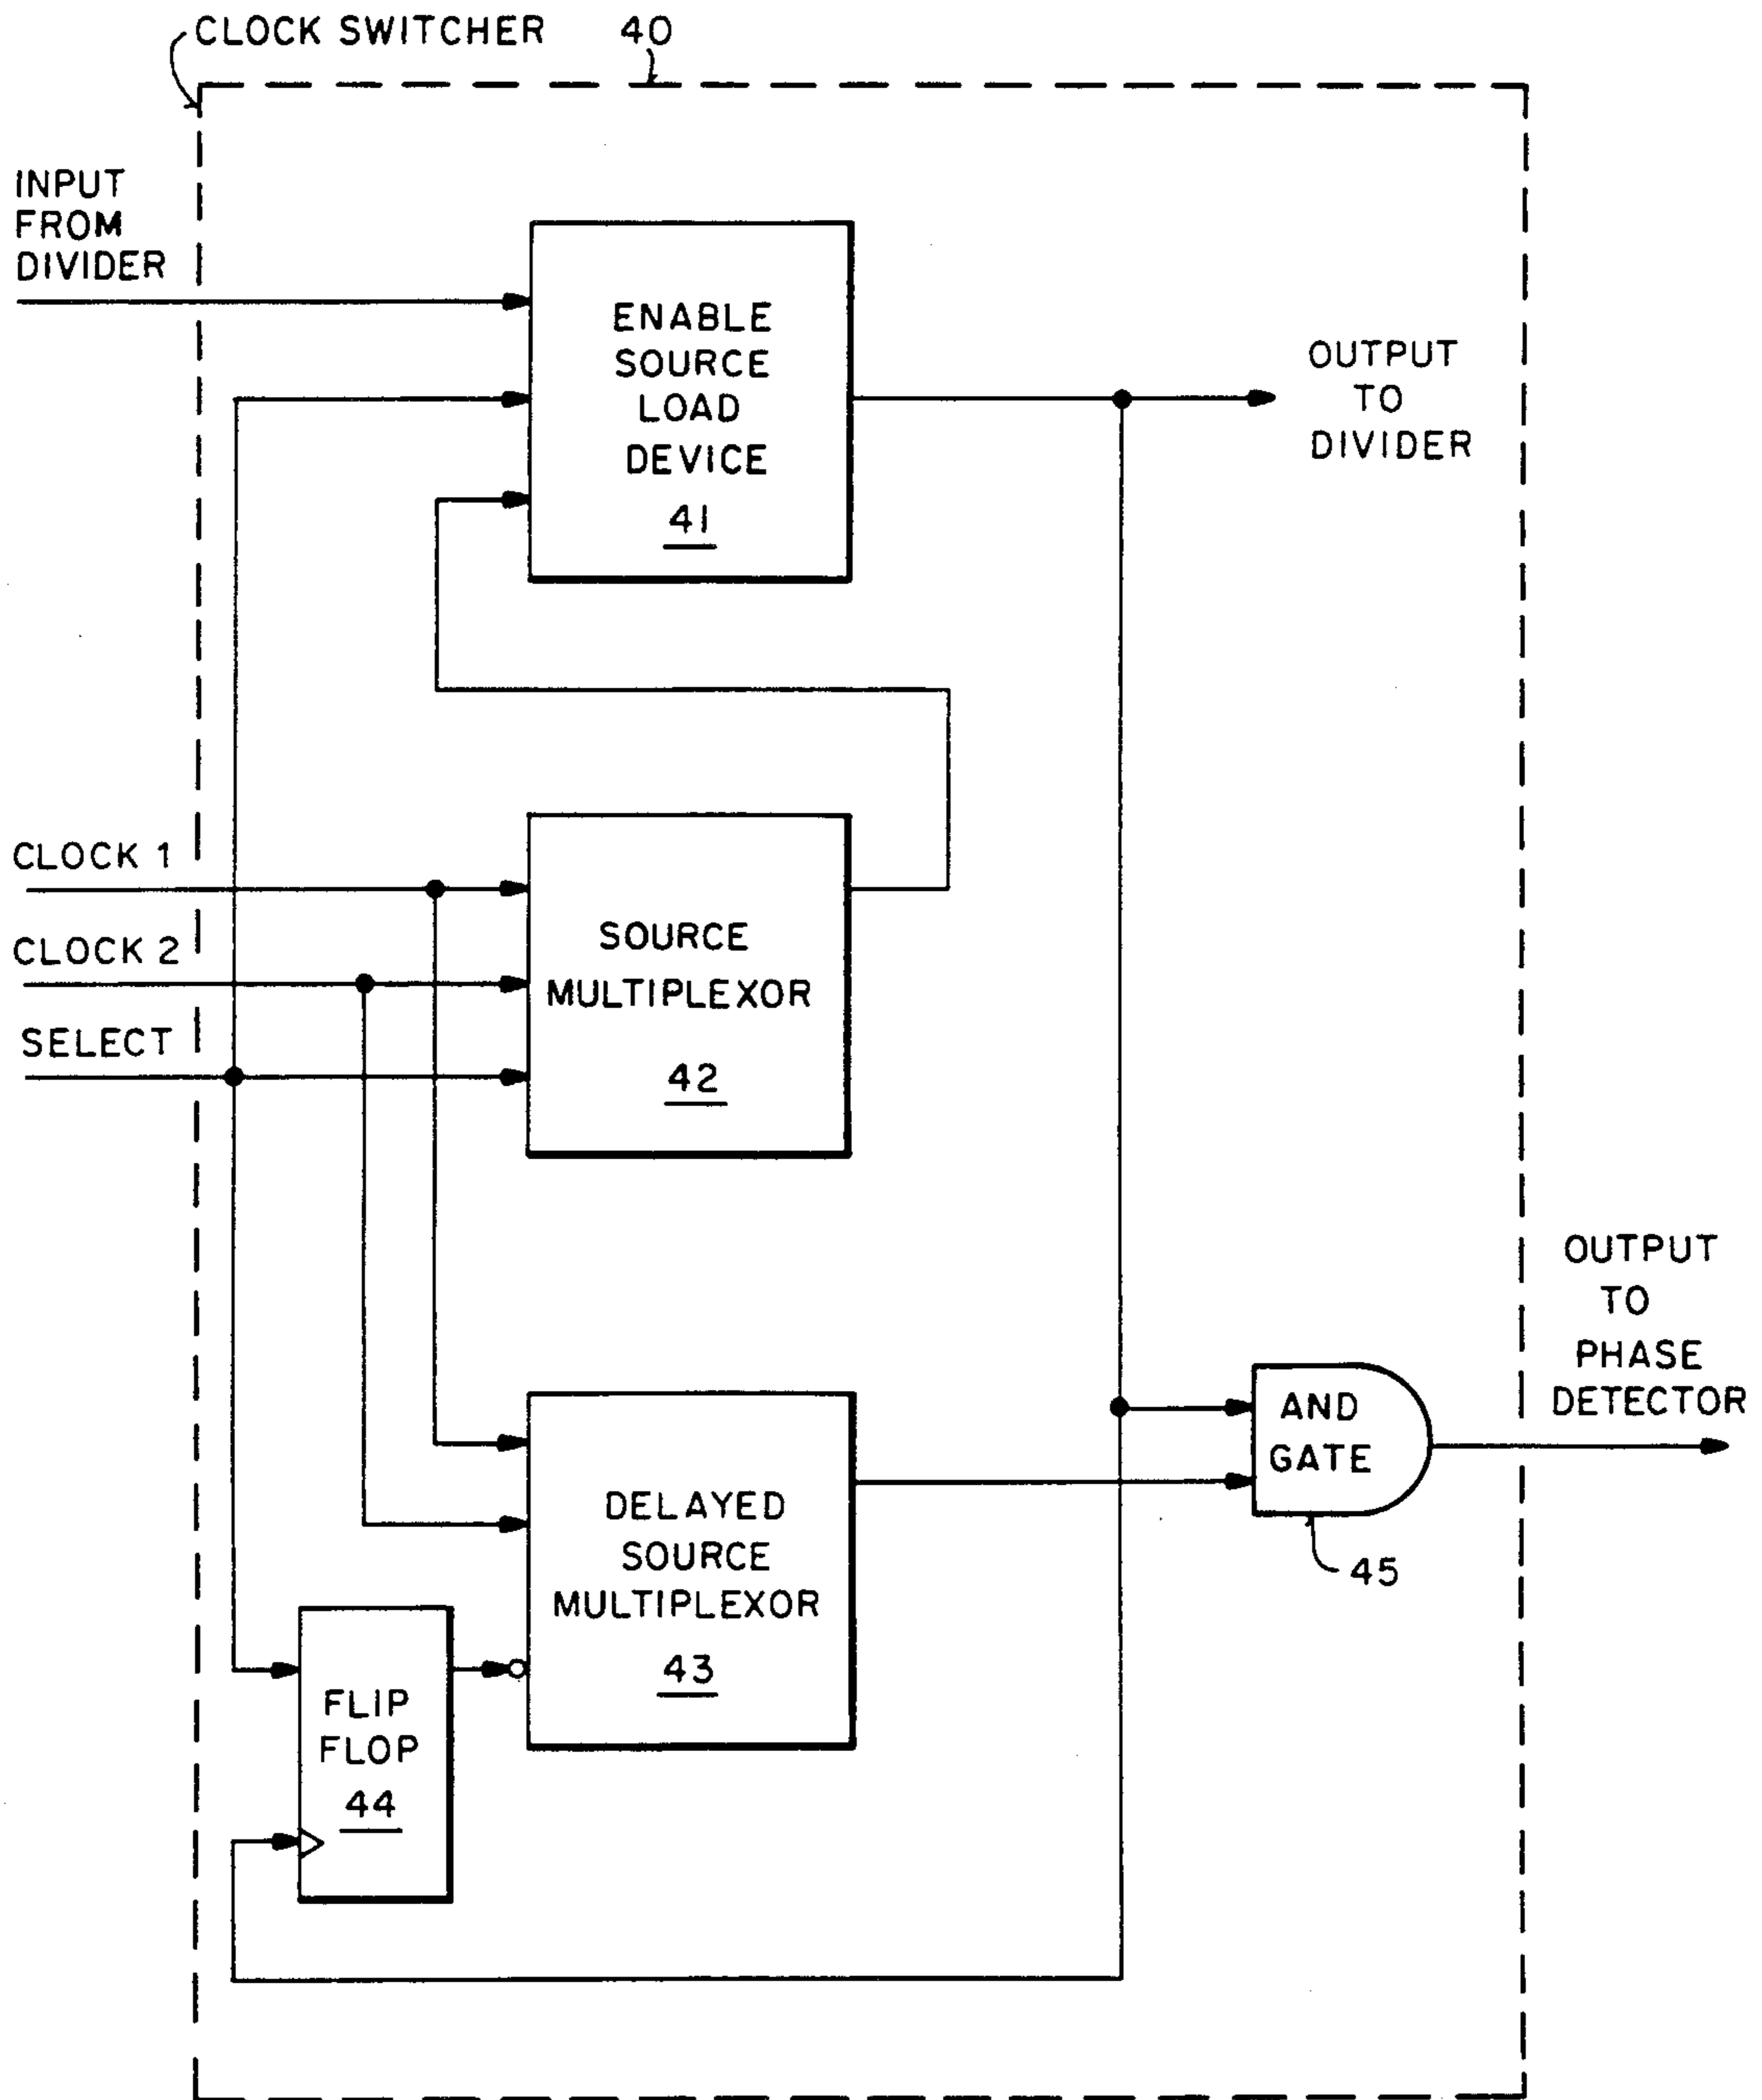 CLOCK SWITCHER
40
INPUT
FROM
DIVIDER
ENABLE
SOURCE
LOAD
DEVICE
41
OUTPUT
TO
DIVIDER
CLOCK 1
CLOCK 2
SELECT
SOURCE
MULTIPLEXOR
42
OUTPUT
TO
PHASE
DETECTOR
AND
GATE
45
DELAYED
SOURCE
MULTIPLEXOR
43
FLIP
FLOP
44